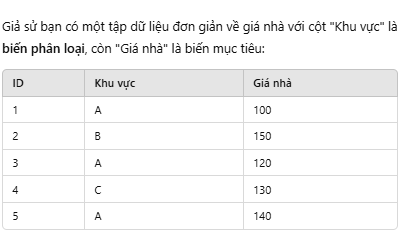 Giả sử bạn có một tập dữ liệu đơn giản về giá nhà với cột "Khu vực" là
biến phân loại, còn "Giá nhà" là biến mục tiêu:
ID Khu vực Giá nhà
1 A 100
2 B 150
3 A 120
4 C 130
5 A 140